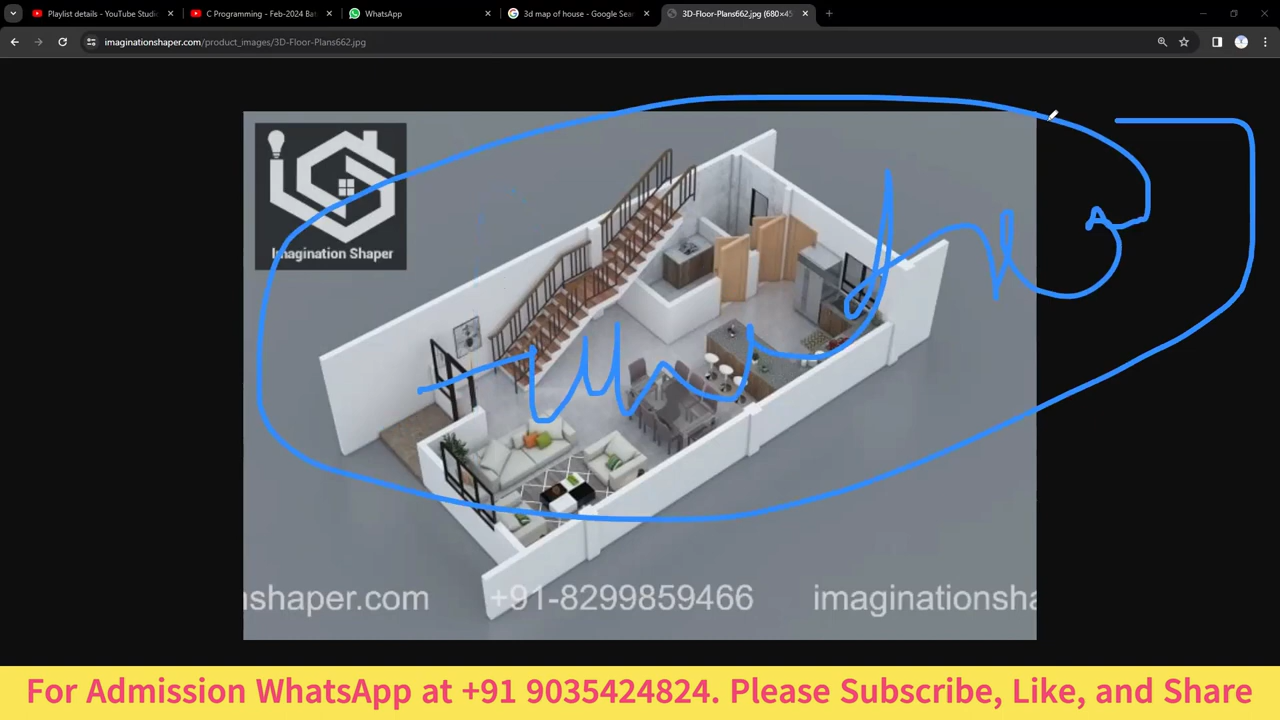 Playlist details - YouTube Studio
C Programming - Feb-2024 Bat
WhatsApp
3d map of house - Google Sear
3D-Floor-Plans662.jpg (680×45
imaginationshaper.com/product_images/3D-Floor-Plans662.jpg
Imagination Shaper
nshaper.com +91-8299859466 imaginationsha
For Admission WhatsApp at +91 9035424824. Please Subscribe, Like, and Share